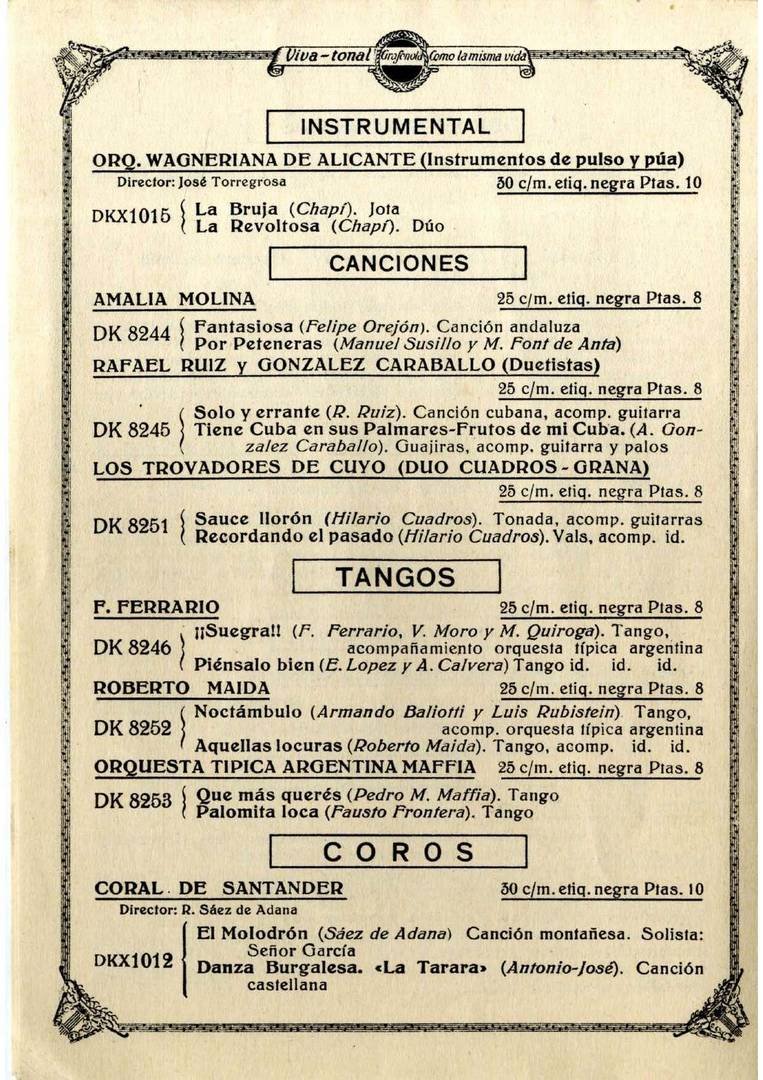 Viva-tonal Grafonola Como la misma vida
INSTRUMENTAL
ORQ. WAGNERIANA DE ALICANTE (Instrumentos de pulso y púa)
Director: José Torregrosa 30 c/m. etiq. negra Ptas. 10
DKX1015 { La Bruja (Chapí). Jota
La Revoltosa (Chapí). Dúo
CANCIONES
AMALIA MOLINA 25 c/m. etiq. negra Ptas. 8
DK 8244 { Fantasiosa (Felipe Orejón). Canción andaluza
Por Peteneras (Manuel Susillo y M. Font de Anta)
RAFAEL RUIZ y GONZALEZ CARABALLO (Duetistas)
25 c/m. etiq. negra Ptas. 8
Solo y errante (R. Ruiz). Canción cubana, acomp. guitarra
DK 8245 { Tiene Cuba en sus Palmares-Frutos de mi Cuba. (A. Gon-
zalez Caraballo). Guajiras, acomp. guitarra y palos
LOS TROVADORES DE CUYO (DUO CUADROS - GRANA)
25 c/m. etiq. negra Ptas. 8
DK 8251 { Sauce llorón (Hilario Cuadros). Tonada, acomp. guitarras
Recordando el pasado (Hilario Cuadros). Vals, acomp. id.
TANGOS
F. FERRARIO 25 c/m. etiq. negra Ptas. 8
¡¡Suegra!! (F. Ferrario, V. Moro y M. Quiroga). Tango,
DK 8246 { acompañamiento orquesta típica argentina
Piénsalo bien (E. Lopez y A. Calvera) Tango id. id. id.
ROBERTO MAIDA 25 c/m. etiq. negra Ptas. 8
Noctámbulo (Armando Baliotti y Luis Rubistein) Tango,
DK 8252 { acomp. orquesta típica argentina
Aquellas locuras (Roberto Maida). Tango, acomp. id. id.
ORQUESTA TIPICA ARGENTINA MAFFIA 25 c/m. etiq. negra Ptas. 8
DK 8253 { Que más querés (Pedro M. Maffia). Tango
Palomita loca (Fausto Frontera). Tango
COROS
CORAL DE SANTANDER 30 c/m. etiq. negra Ptas. 10
Director: R. Sáez de Adana
El Molodrón (Sáez de Adana) Canción montañesa. Solista:
Señor García
DKX1012 { Danza Burgalesa. «La Tarara» (Antonio-José). Canción
castellana